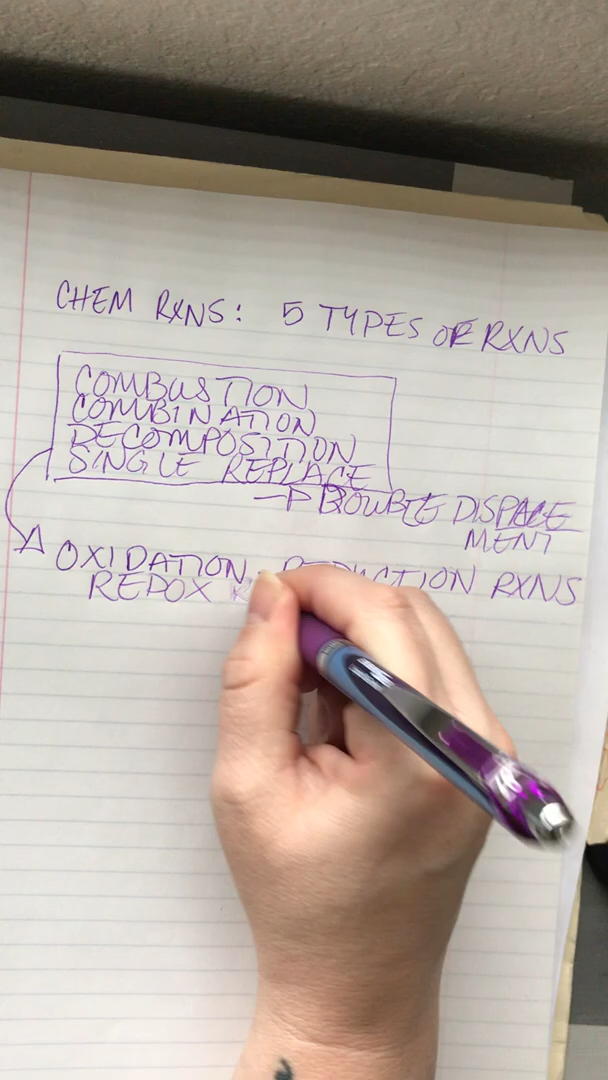 CHEM RXNS: 5 TYPES OF RXNS
COMBUSTION
COMBINATION
DECOMPOSITION
SINGLE REPLACE
DOUBLE DISPLACE
MENT
OXIDATION - REDUCTION RXNS
REDOX